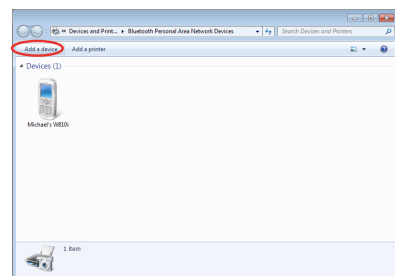 « Devices and Print... ▸ Bluetooth Personal Area Network Devices
Search Devices and Printers
Add a device Add a printer
Devices (1)
Michael's W810i
1 item